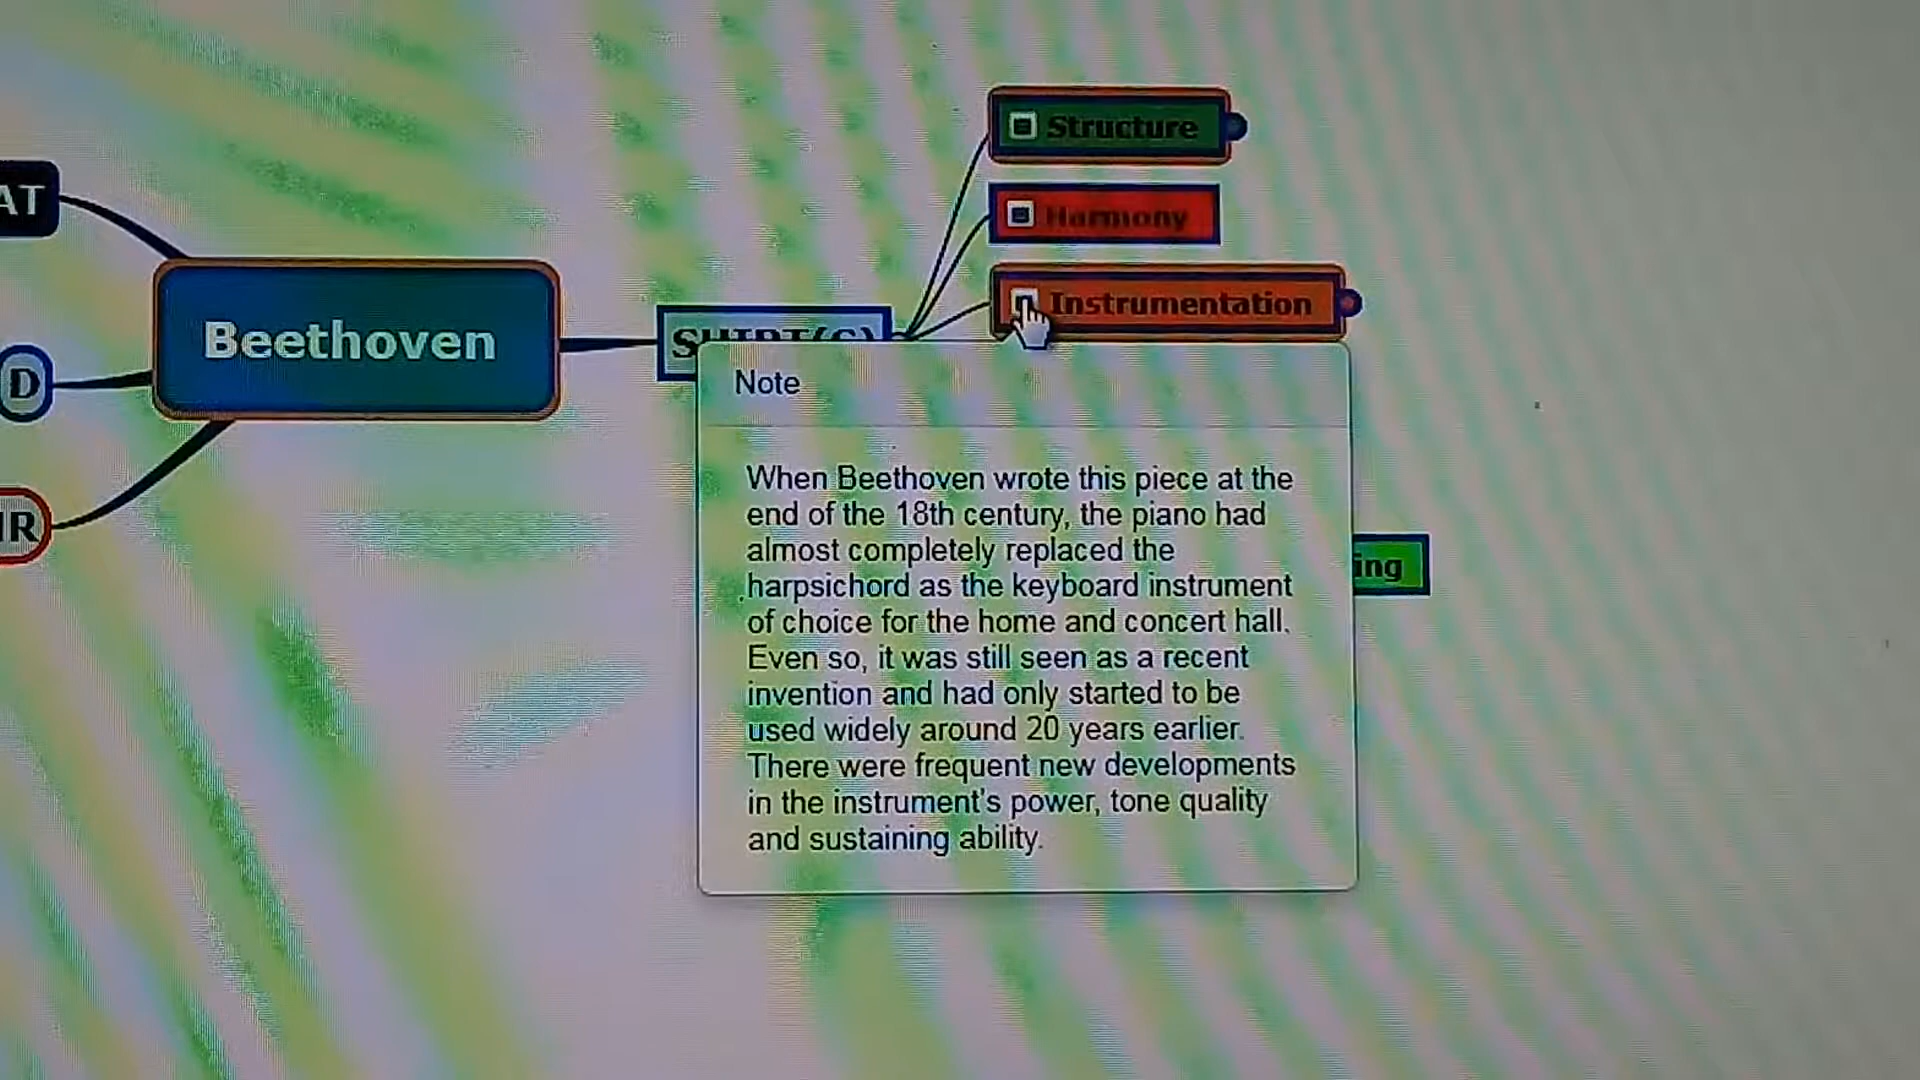 Structure
AT
Harmony
Instrumentation
Beethoven
SHIRT(S)
D
Note
When Beethoven wrote this piece at the
end of the 18th century, the piano had
almost completely replaced the
harpsichord as the keyboard instrument
of choice for the home and concert hall.
Even so, it was still seen as a recent
invention and had only started to be
used widely around 20 years earlier.
There were frequent new developments
in the instrument's power, tone quality
and sustaining ability.
IR
ing